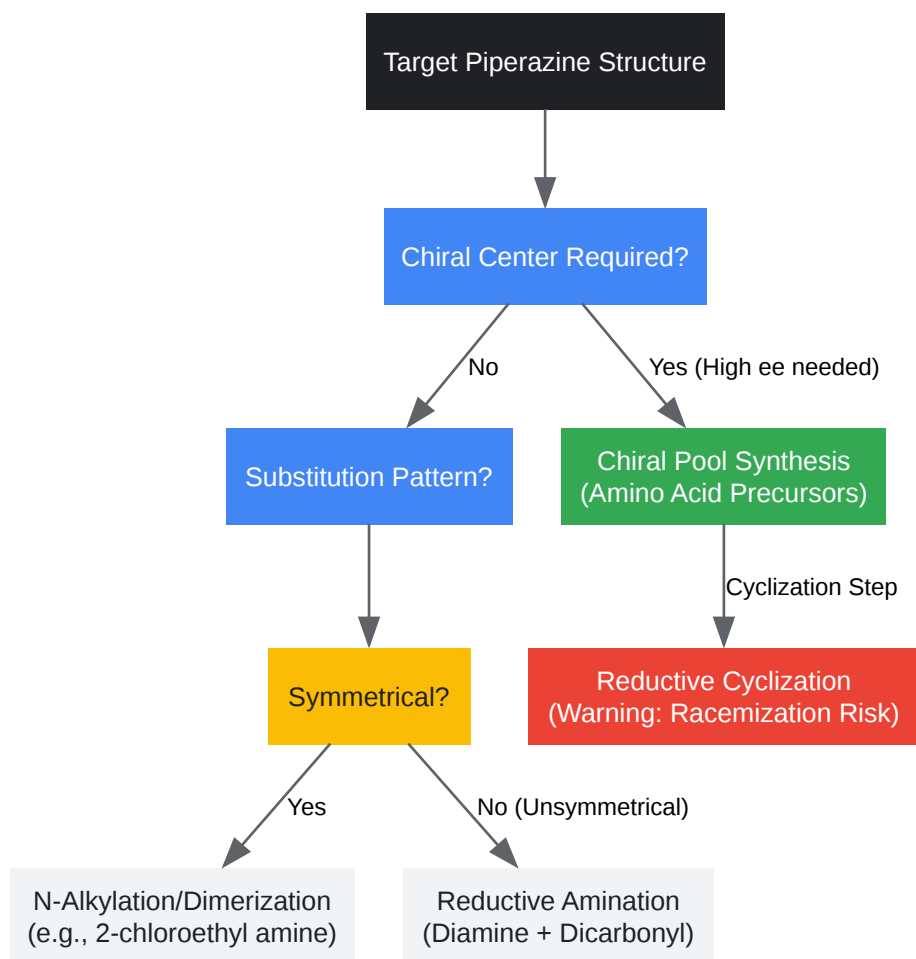 Target Piperazine Structure
Chiral Center Required?
No
Yes (High ee needed)
Substitution Pattern?
Chiral Pool Synthesis
(Amino Acid Precursors)
Cyclization Step
Symmetrical?
Reductive Cyclization
(Warning: Racemization Risk)
Yes
No (Unsymmetrical)
N-Alkylation/Dimerization
(e.g., 2-chloroethyl amine)
Reductive Amination
(Diamine + Dicarbonyl)